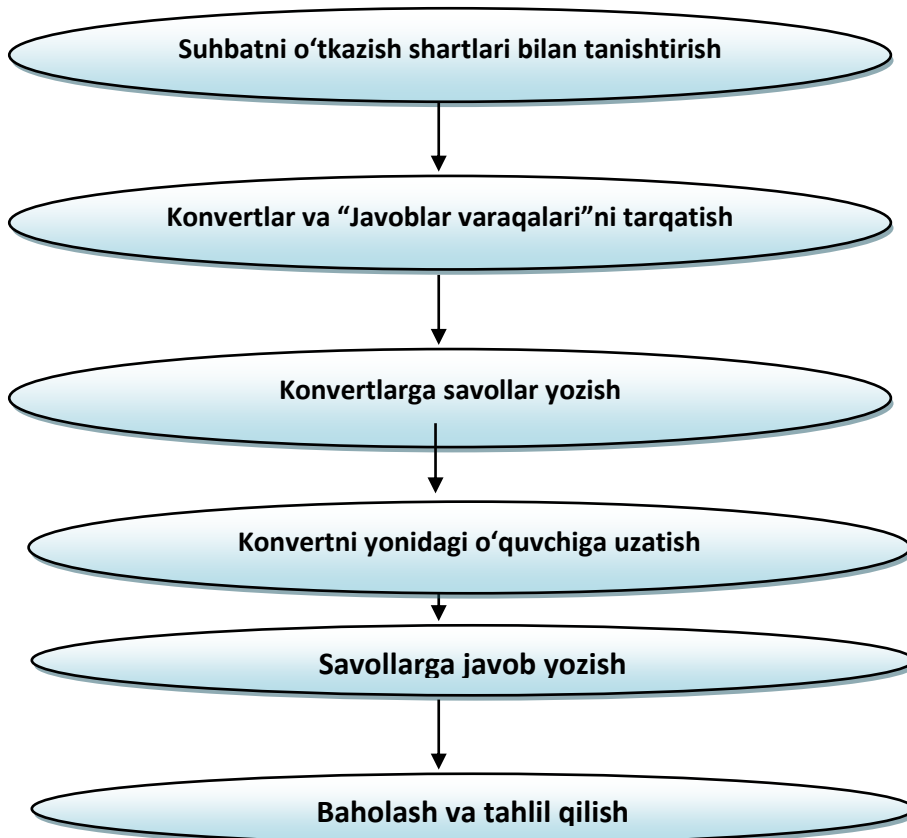 Suhbatni o‘tkazish shartlari bilan tanishtirish
Konvertlar va “Javoblar varaqalari”ni tarqatish
Konvertlarga savollar yozish
Konvertni yonidagi o‘quvchiga uzatish
Savollarga javob yozish
Baholash va tahlil qilish